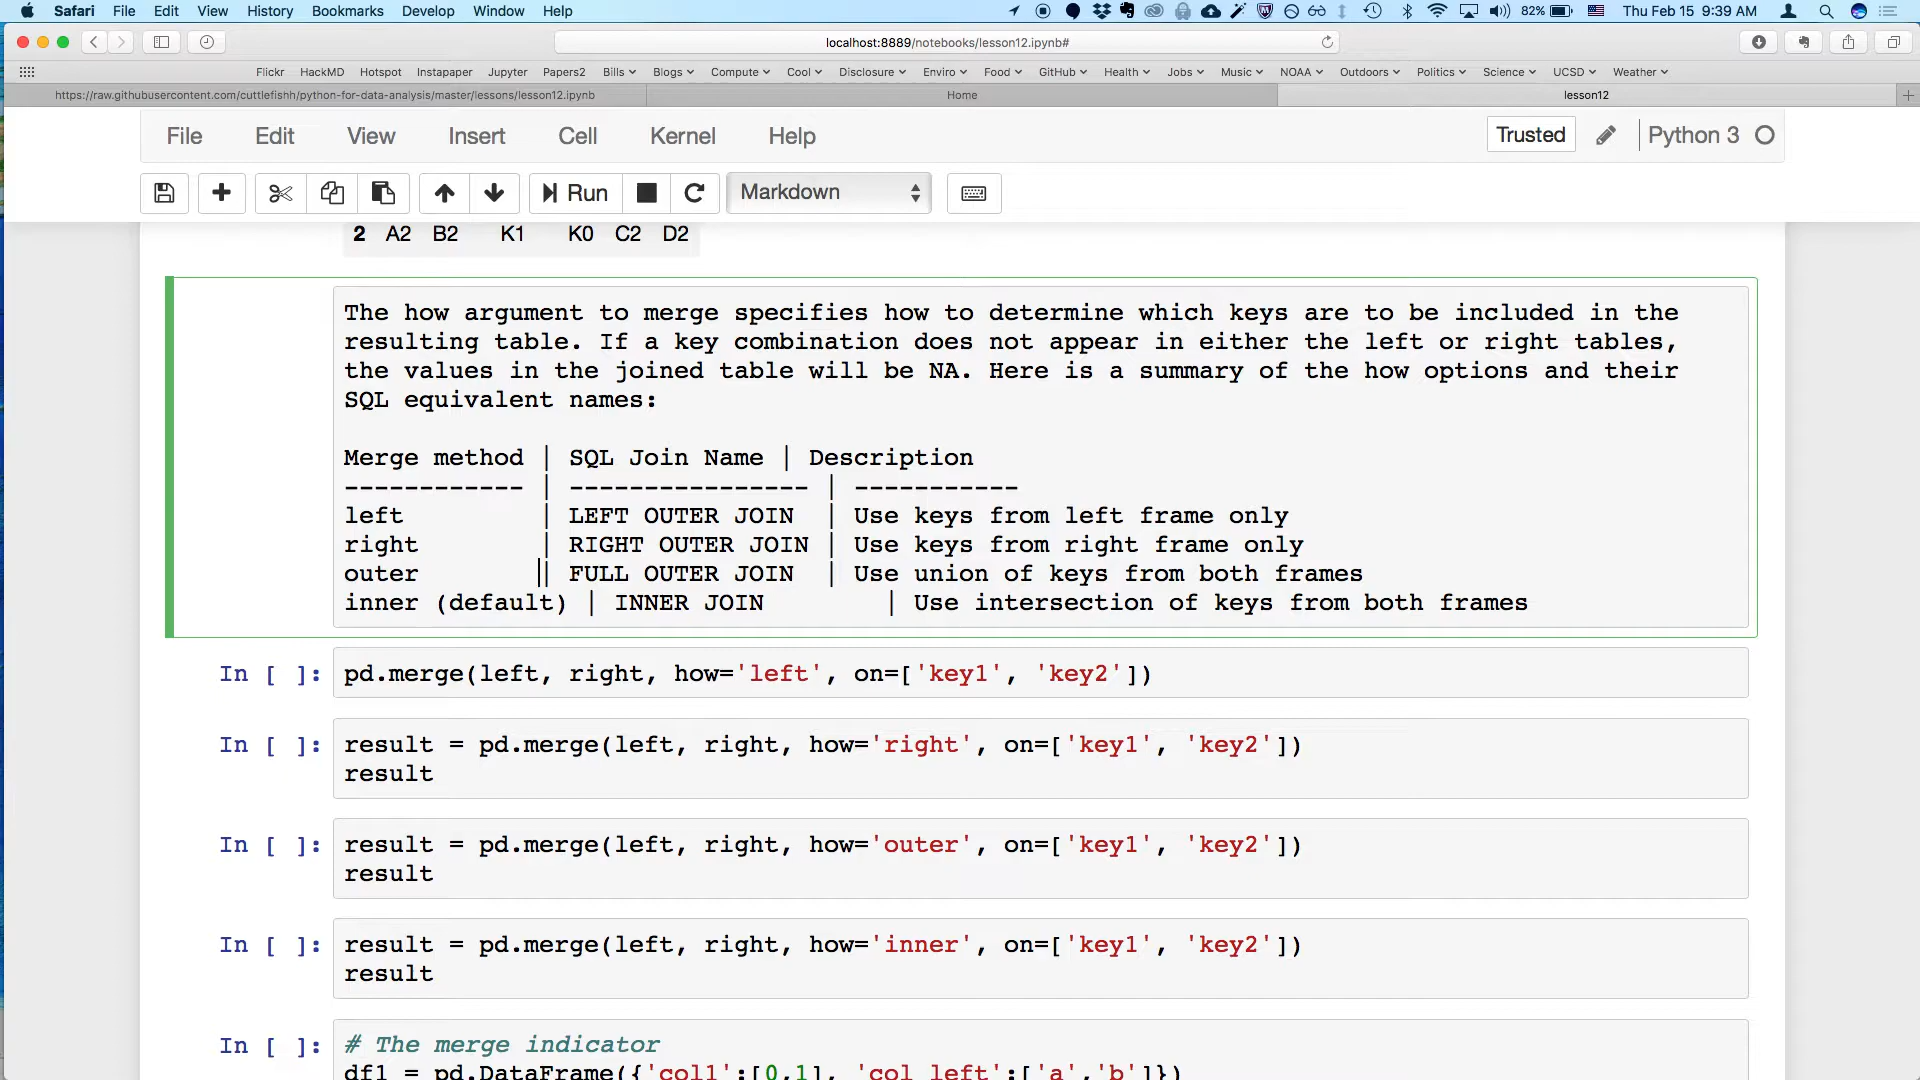 Safari File Edit View History Bookmarks Develop Window Help 82% Thu Feb 15 9:39 AM
localhost:8889/notebooks/lesson12.ipynb#
Flickr HackMD Hotspot Instapaper Jupyter Papers2 Bills Blogs Compute Cool Disclosure Enviro Food GitHub Health Jobs Music NOAA Outdoors Politics Science UCSD Weather
https://raw.githubusercontent.com/cuttlefishh/python-for-data-analysis/master/lessons/lesson12.ipynb Home lesson12
File Edit View Insert Cell Kernel Help Trusted Python 3
Run Markdown
2 A2 B2 K1 K0 C2 D2
The how argument to merge specifies how to determine which keys are to be included in the
resulting table. If a key combination does not appear in either the left or right tables,
the values in the joined table will be NA. Here is a summary of the how options and their
SQL equivalent names:
Merge method | SQL Join Name | Description
------------ | ---------------- | -----------
left | LEFT OUTER JOIN | Use keys from left frame only
right | RIGHT OUTER JOIN | Use keys from right frame only
outer | FULL OUTER JOIN | Use union of keys from both frames
inner (default) | INNER JOIN | Use intersection of keys from both frames
In [ ]: pd.merge(left, right, how='left', on=['key1', 'key2'])
In [ ]: result = pd.merge(left, right, how='right', on=['key1', 'key2'])
result
In [ ]: result = pd.merge(left, right, how='outer', on=['key1', 'key2'])
result
In [ ]: result = pd.merge(left, right, how='inner', on=['key1', 'key2'])
result
In [ ]: # The merge indicator
df1 = pd.DataFrame({'col1':[0,1], 'col_left':['a','b']})